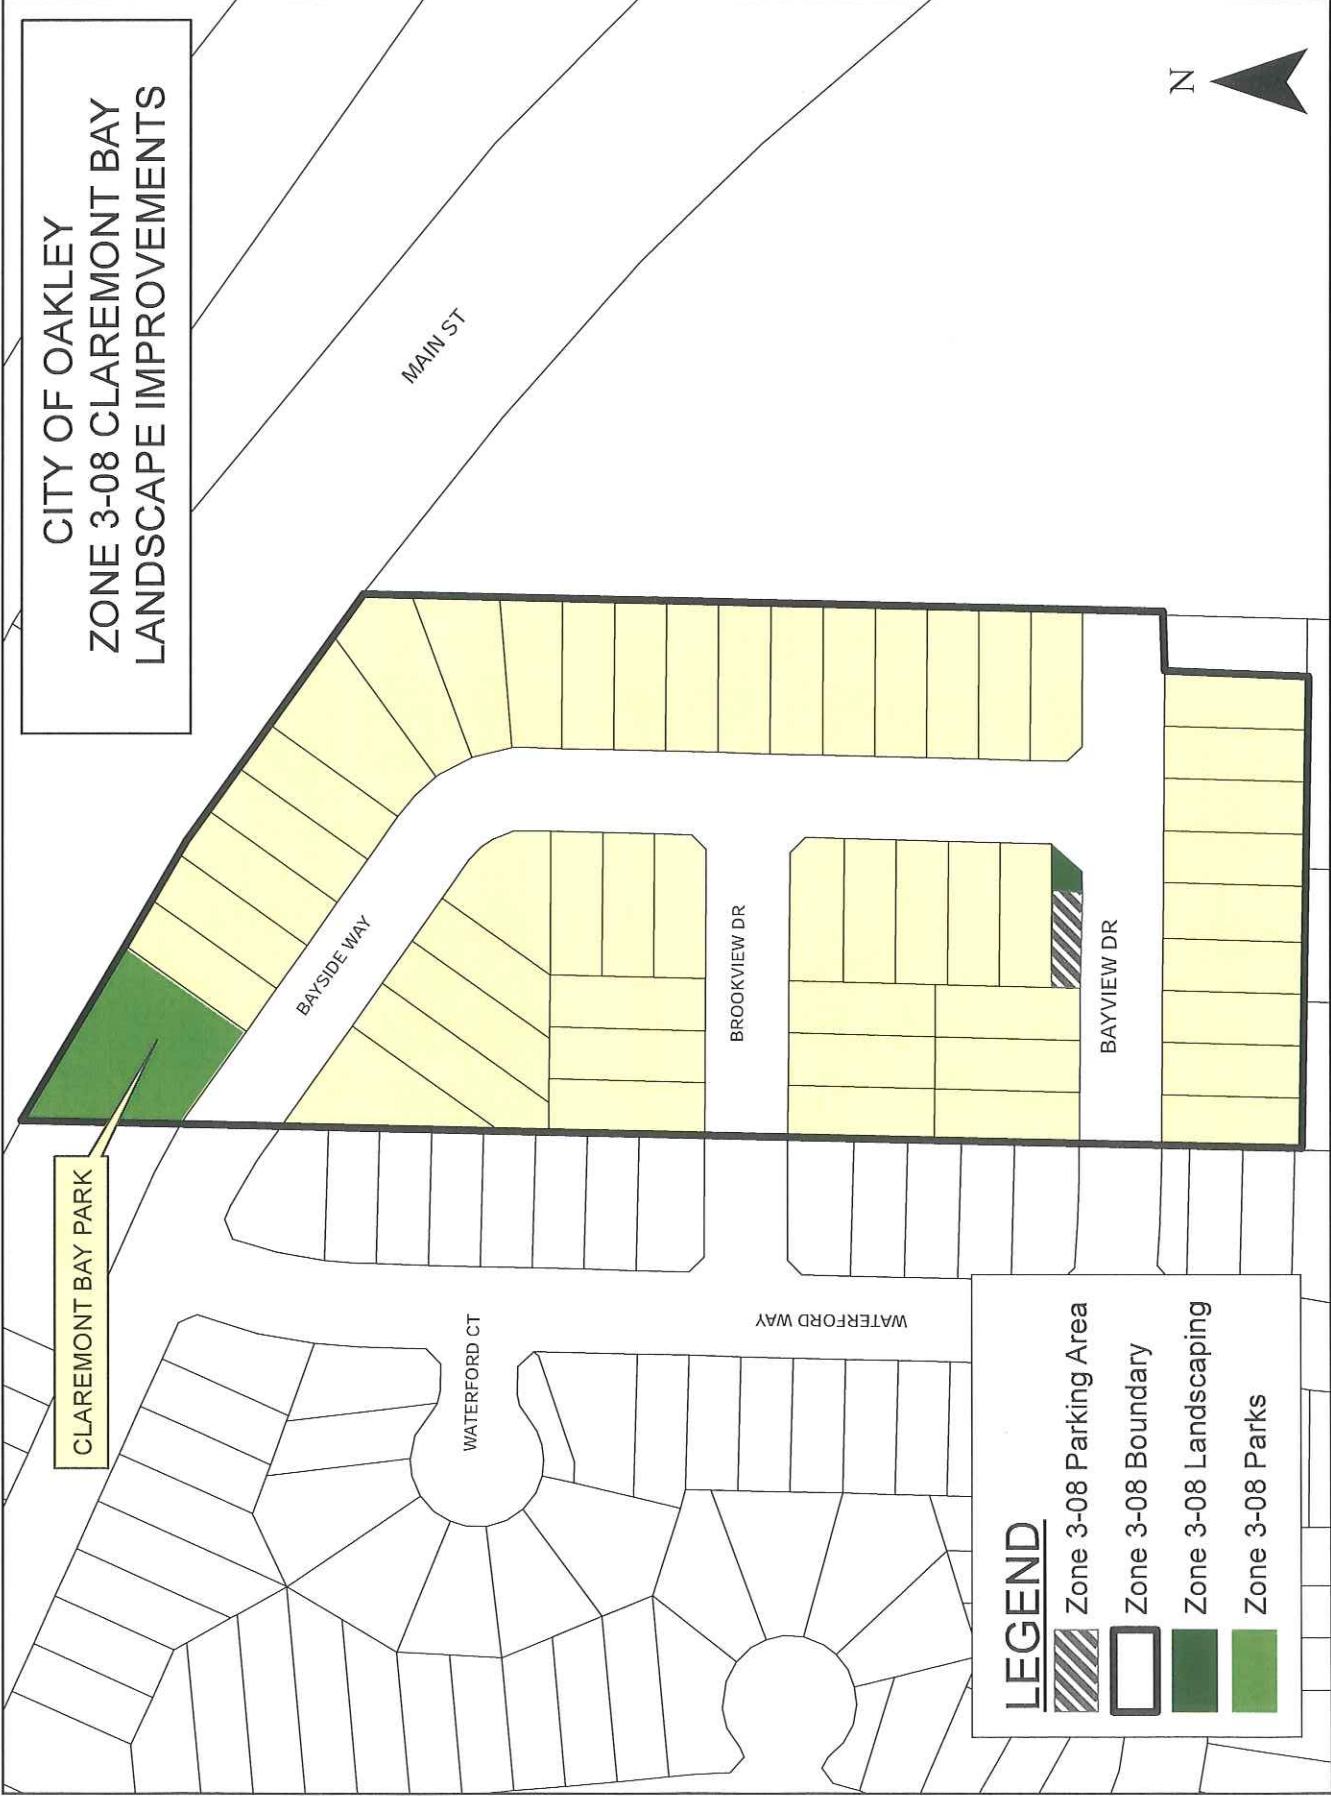 CITY OF OAKLEY
ZONE 3-08 CLAREMONT BAY
LANDSCAPE IMPROVEMENTS
N
MAIN ST
CLAREMONT BAY PARK
BAYSIDE WAY
BROOKVIEW DR
BAYVIEW DR
WATERFORD CT
WATERFORD WAY
LEGEND
Zone 3-08 Parking Area
Zone 3-08 Boundary
Zone 3-08 Landscaping
Zone 3-08 Parks